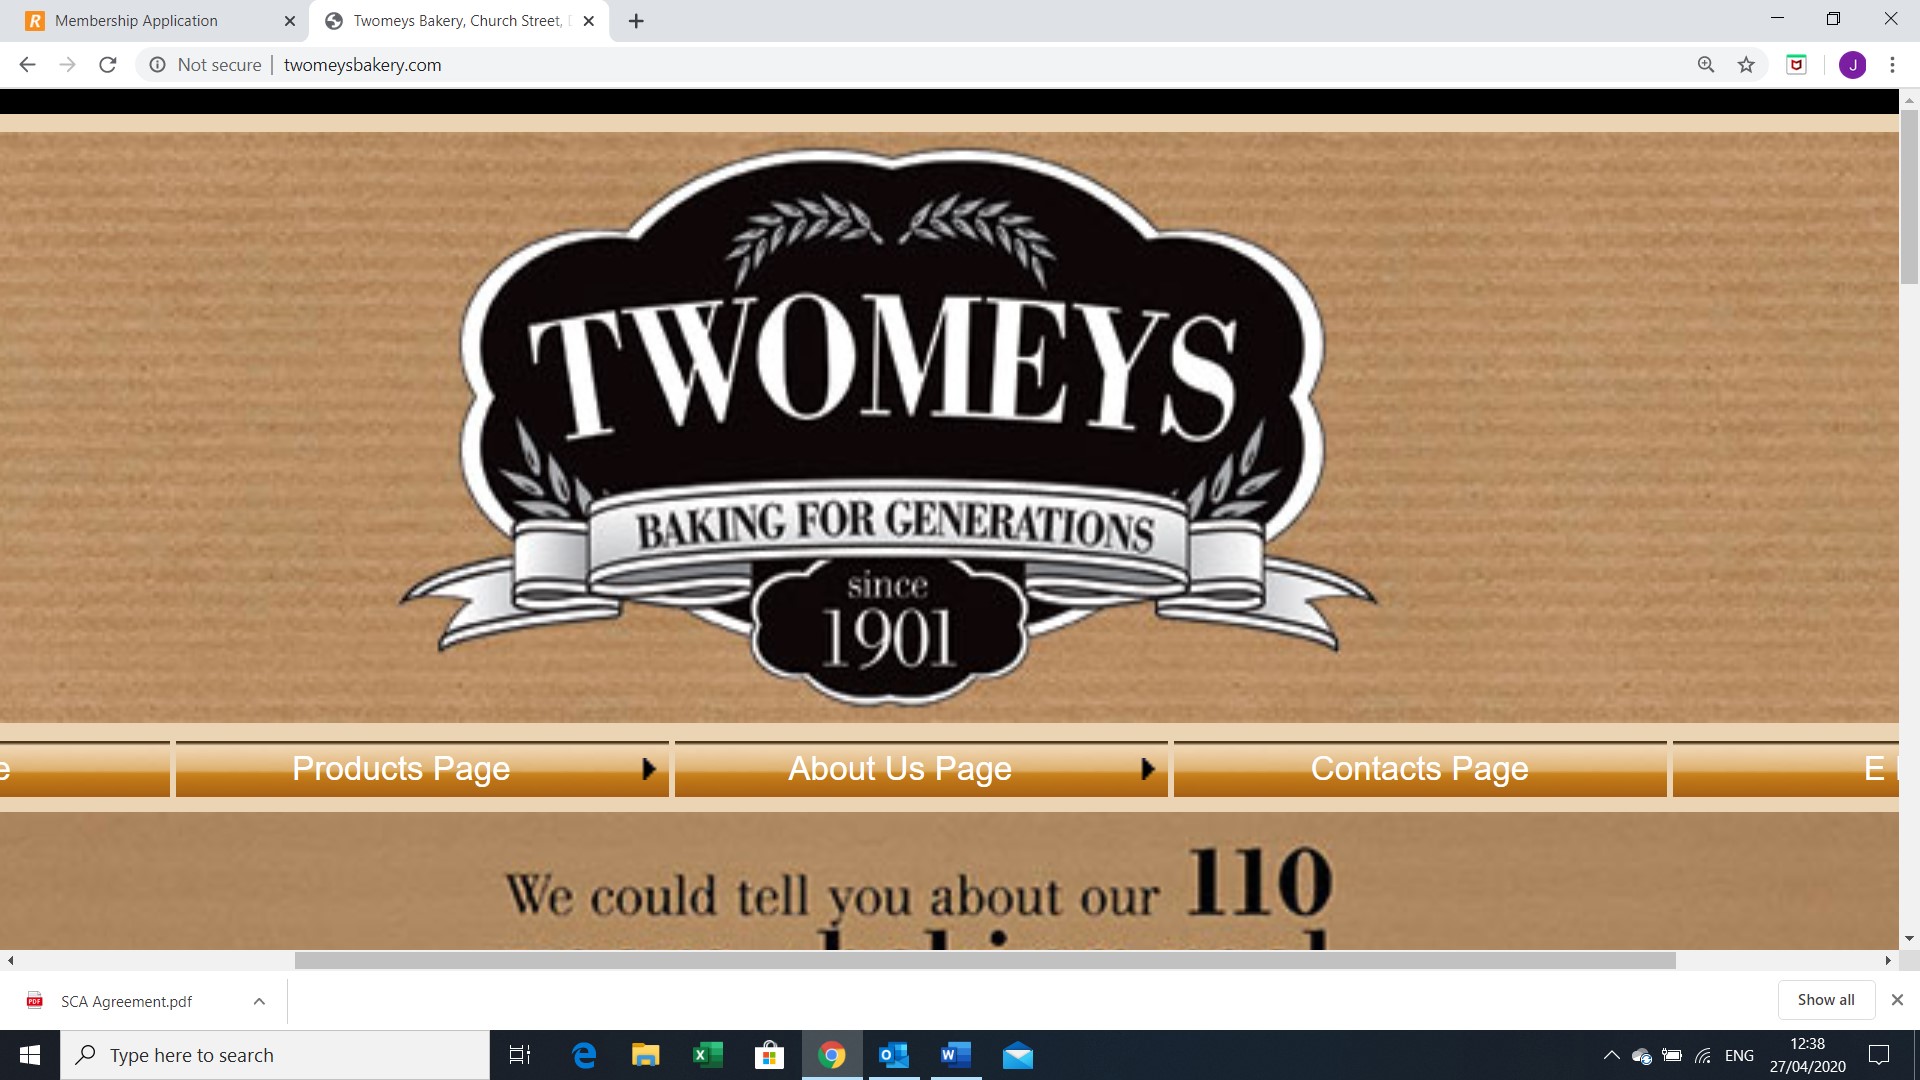 Membership Application
Twomeys Bakery, Church Street,
Not secure
twomeysbakery.com
J
TWOMEYS
BAKING FOR GENERATIONS
since
1901
Products Page
About Us Page
Contacts Page
E
We could tell you about our 110
SCA Agreement.pdf
Show all
Type here to search
ENG
12:38
27/04/2020